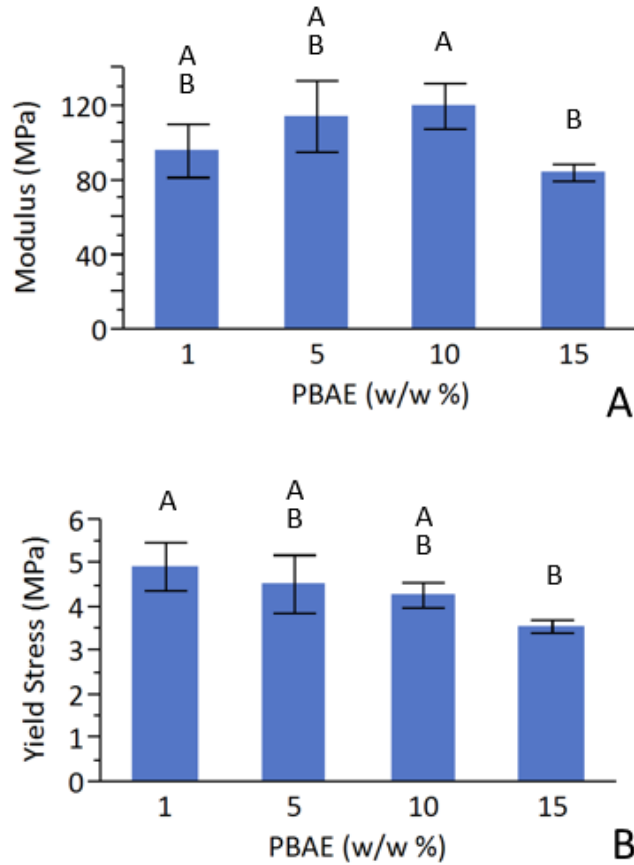 A A A
B B B
Modulus (MPa)
120
80
40
0
1 5 10 15
PBAE (w/w %)
A
A A A
B B B
Yield Stress (MPa)
6
5
4
3
2
1
0
1 5 10 15
PBAE (w/w %)
B